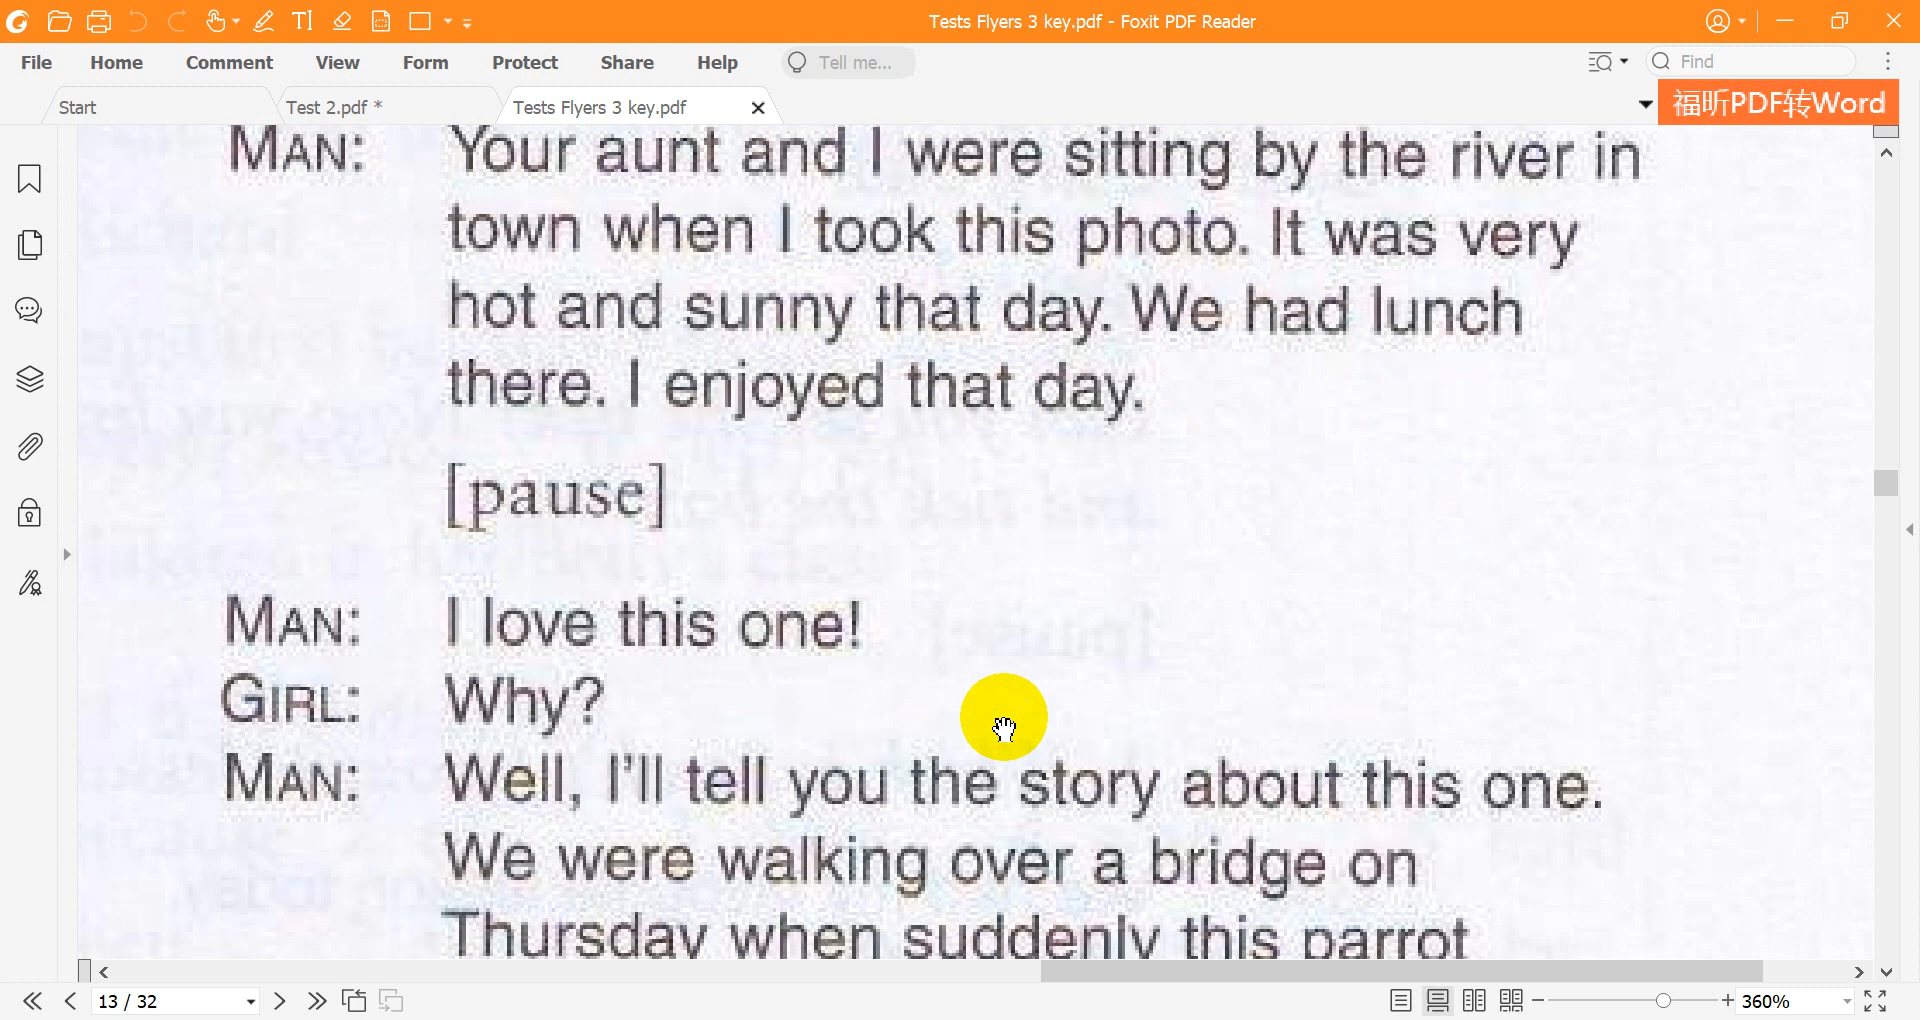 Tests Flyers 3 key.pdf - Foxit PDF Reader
File Home Comment View Form Protect Share Help Tell me... Find
Start Test 2.pdf * Tests Flyers 3 key.pdf 福昕PDF转Word
MAN: Your aunt and I were sitting by the river in
town when I took this photo. It was very
hot and sunny that day. We had lunch
there. I enjoyed that day.
[pause]
MAN: I love this one!
GIRL: Why?
MAN: Well, I'll tell you the story about this one.
We were walking over a bridge on
Thursday when suddenly this parrot
13 / 32 360%